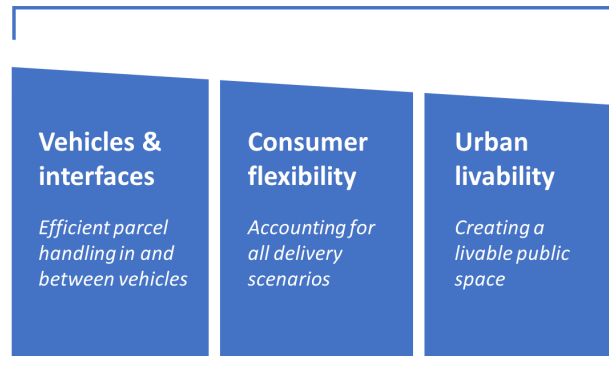 Vehicles &
interfaces
Efficient parcel
handling in and
between vehicles
Consumer
flexibility
Accounting for
all delivery
scenarios
Urban
livability
Creating a
livable public
space